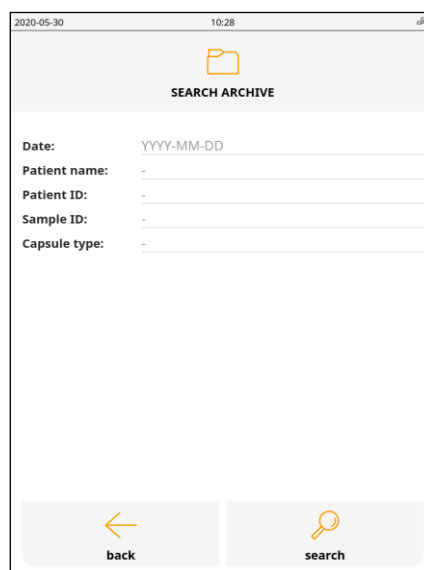 2020-05-30 10:28
SEARCH ARCHIVE
Date: YYYY-MM-DD
Patient name: -
Patient ID: -
Sample ID: -
Capsule type: -
back search